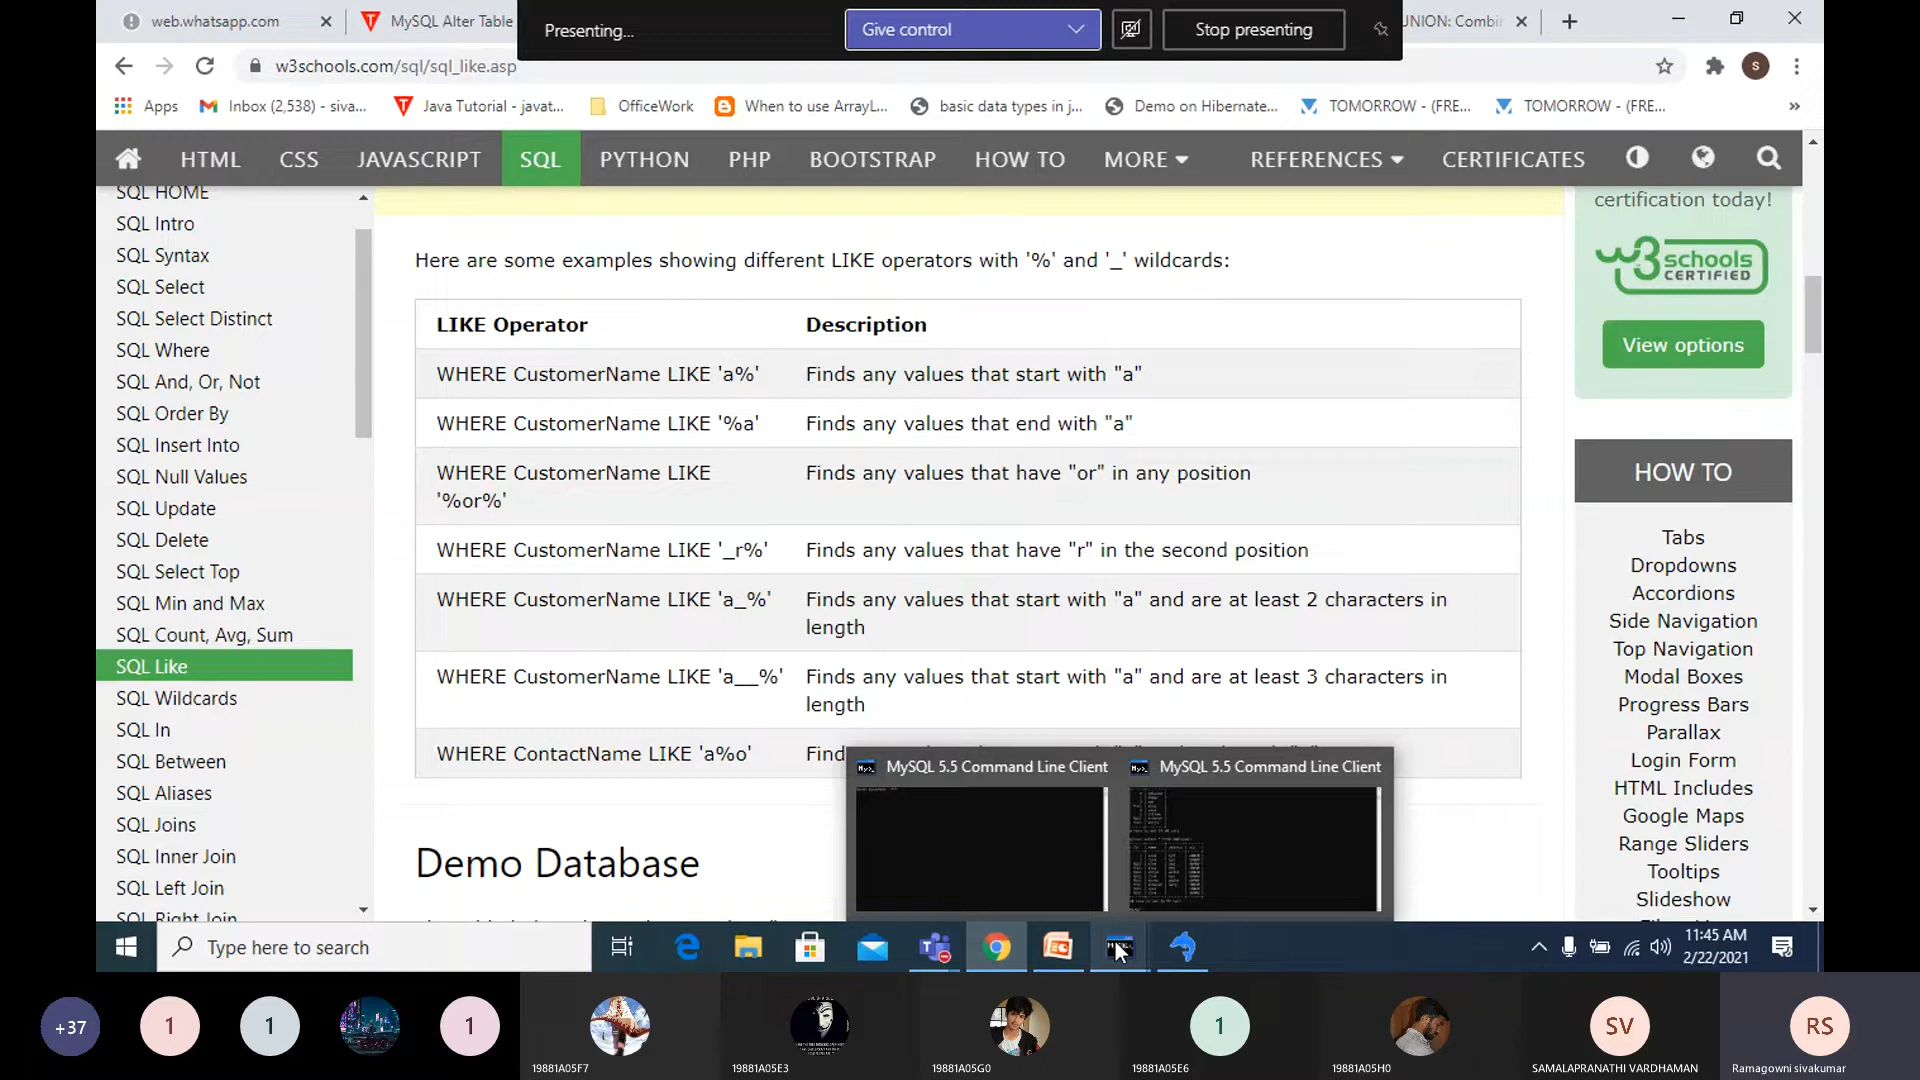 web.whatsapp.com
MySQL Alter Table
Presenting...
Give control
Stop presenting
UNION: Combi
w3schools.com/sql/sql_like.asp
S
Apps
Inbox (2,538) - siva...
Java Tutorial - javat...
OfficeWork
When to use ArrayL...
basic data types in j...
Demo on Hibernate...
TOMORROW - (FRE...
TOMORROW - (FRE...
»
HTML
CSS
JAVASCRIPT
SQL
PYTHON
PHP
BOOTSTRAP
HOW TO
MORE
REFERENCES
CERTIFICATES
SQL HOME
SQL Intro
SQL Syntax
SQL Select
SQL Select Distinct
SQL Where
SQL And, Or, Not
SQL Order By
SQL Insert Into
SQL Null Values
SQL Update
SQL Delete
SQL Select Top
SQL Min and Max
SQL Count, Avg, Sum
SQL Like
SQL Wildcards
SQL In
SQL Between
SQL Aliases
SQL Joins
SQL Inner Join
SQL Left Join
SQL Right Join
Here are some examples showing different LIKE operators with '%' and '_' wildcards:
LIKE Operator Description
WHERE CustomerName LIKE 'a%' Finds any values that start with "a"
WHERE CustomerName LIKE '%a' Finds any values that end with "a"
WHERE CustomerName LIKE Finds any values that have "or" in any position
'%or%'
WHERE CustomerName LIKE '_r%' Finds any values that have "r" in the second position
WHERE CustomerName LIKE 'a_%' Finds any values that start with "a" and are at least 2 characters in
length
WHERE CustomerName LIKE 'a__%' Finds any values that start with "a" and are at least 3 characters in
length
WHERE ContactName LIKE 'a%o' Find
Demo Database
MySQL 5.5 Command Line Client
MySQL 5.5 Command Line Client
certification today!
w3schools
CERTIFIED
View options
HOW TO
Tabs
Dropdowns
Accordions
Side Navigation
Top Navigation
Modal Boxes
Progress Bars
Parallax
Login Form
HTML Includes
Google Maps
Range Sliders
Tooltips
Slideshow
Type here to search
11:45 AM
2/22/2021
+37
1
1
1
19881A05F7
19881A05E3
19881A05G0
1
19881A05E6
19881A05H0
SV
SAMALAPRANATHI VARDHAMAN
RS
Ramagowni sivakumar